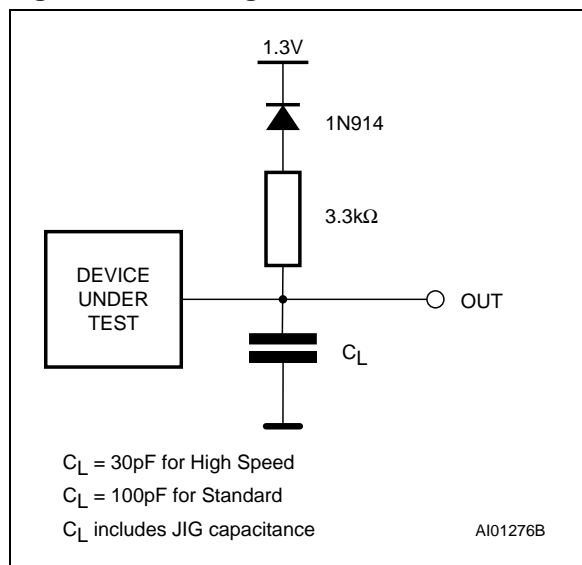 1.3V
1N914
3.3kΩ
DEVICE
UNDER
TEST
OUT
CL
CL = 30pF for High Speed
CL = 100pF for Standard
CL includes JIG capacitance
AI01276B